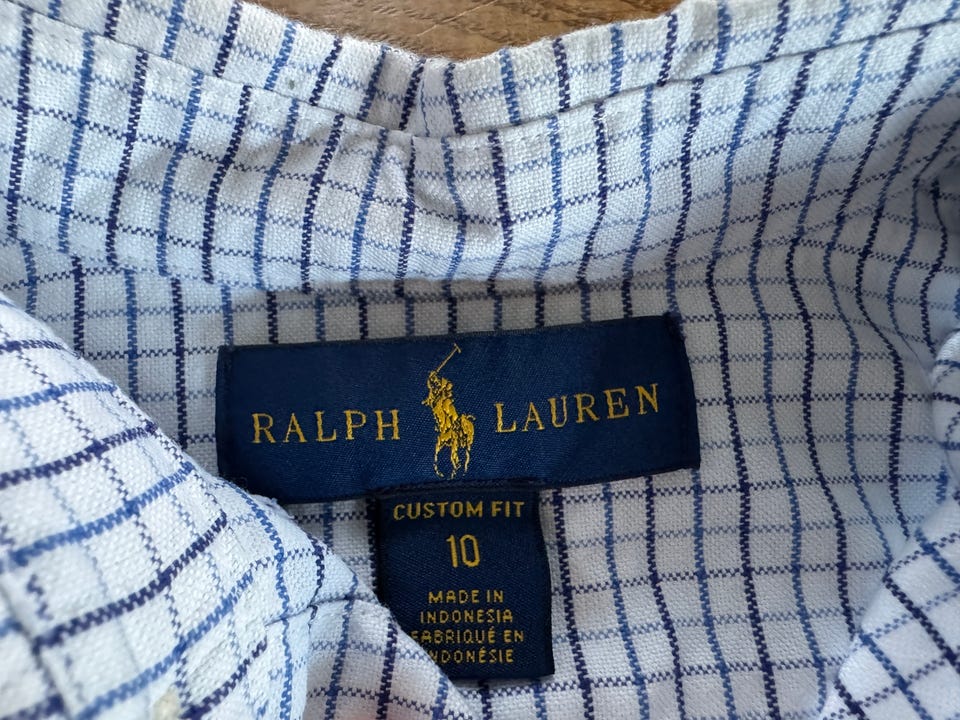 RALPH LAUREN
CUSTOM FIT
10
MADE IN
INDONESIA
FABRIQUÉ EN
INDONÉSIE